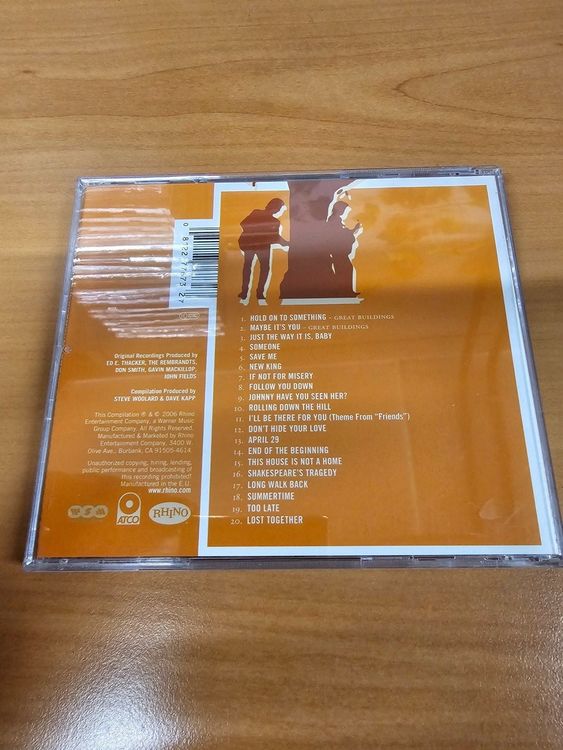 0 8122 77473 27
1. HOLD ON TO SOMETHING – GREAT BUILDINGS
2. MAYBE IT'S YOU – GREAT BUILDINGS
3. JUST THE WAY IT IS, BABY
4. SOMEONE
5. SAVE ME
6. NEW KING
7. IF NOT FOR MISERY
8. FOLLOW YOU DOWN
9. JOHNNY HAVE YOU SEEN HER?
10. ROLLING DOWN THE HILL
11. I'LL BE THERE FOR YOU (Theme From "Friends")
12. DON'T HIDE YOUR LOVE
13. APRIL 29
14. END OF THE BEGINNING
15. THIS HOUSE IS NOT A HOME
16. SHAKESPEARE'S TRAGEDY
17. LONG WALK BACK
18. SUMMERTIME
19. TOO LATE
20. LOST TOGETHER
Original Recordings Produced by
ED E. THACKER, THE REMBRANDTS,
DON SMITH, GAVIN MACKILLOP,
JOHN FIELDS
Compilation Produced by
STEVE WOOLARD & DAVE KAPP
This Compilation ℗ & © 2006 Rhino
Entertainment Company, a Warner Music
Group Company. All Rights Reserved.
Manufactured & Marketed by Rhino
Entertainment Company, 3400 W.
Olive Ave., Burbank, CA 91505-4614.
Unauthorized copying, hiring, lending,
public performance and broadcasting of
this recording prohibited!
Manufactured in the E.U.
www.rhino.com
WSM
ATCO
RHINO